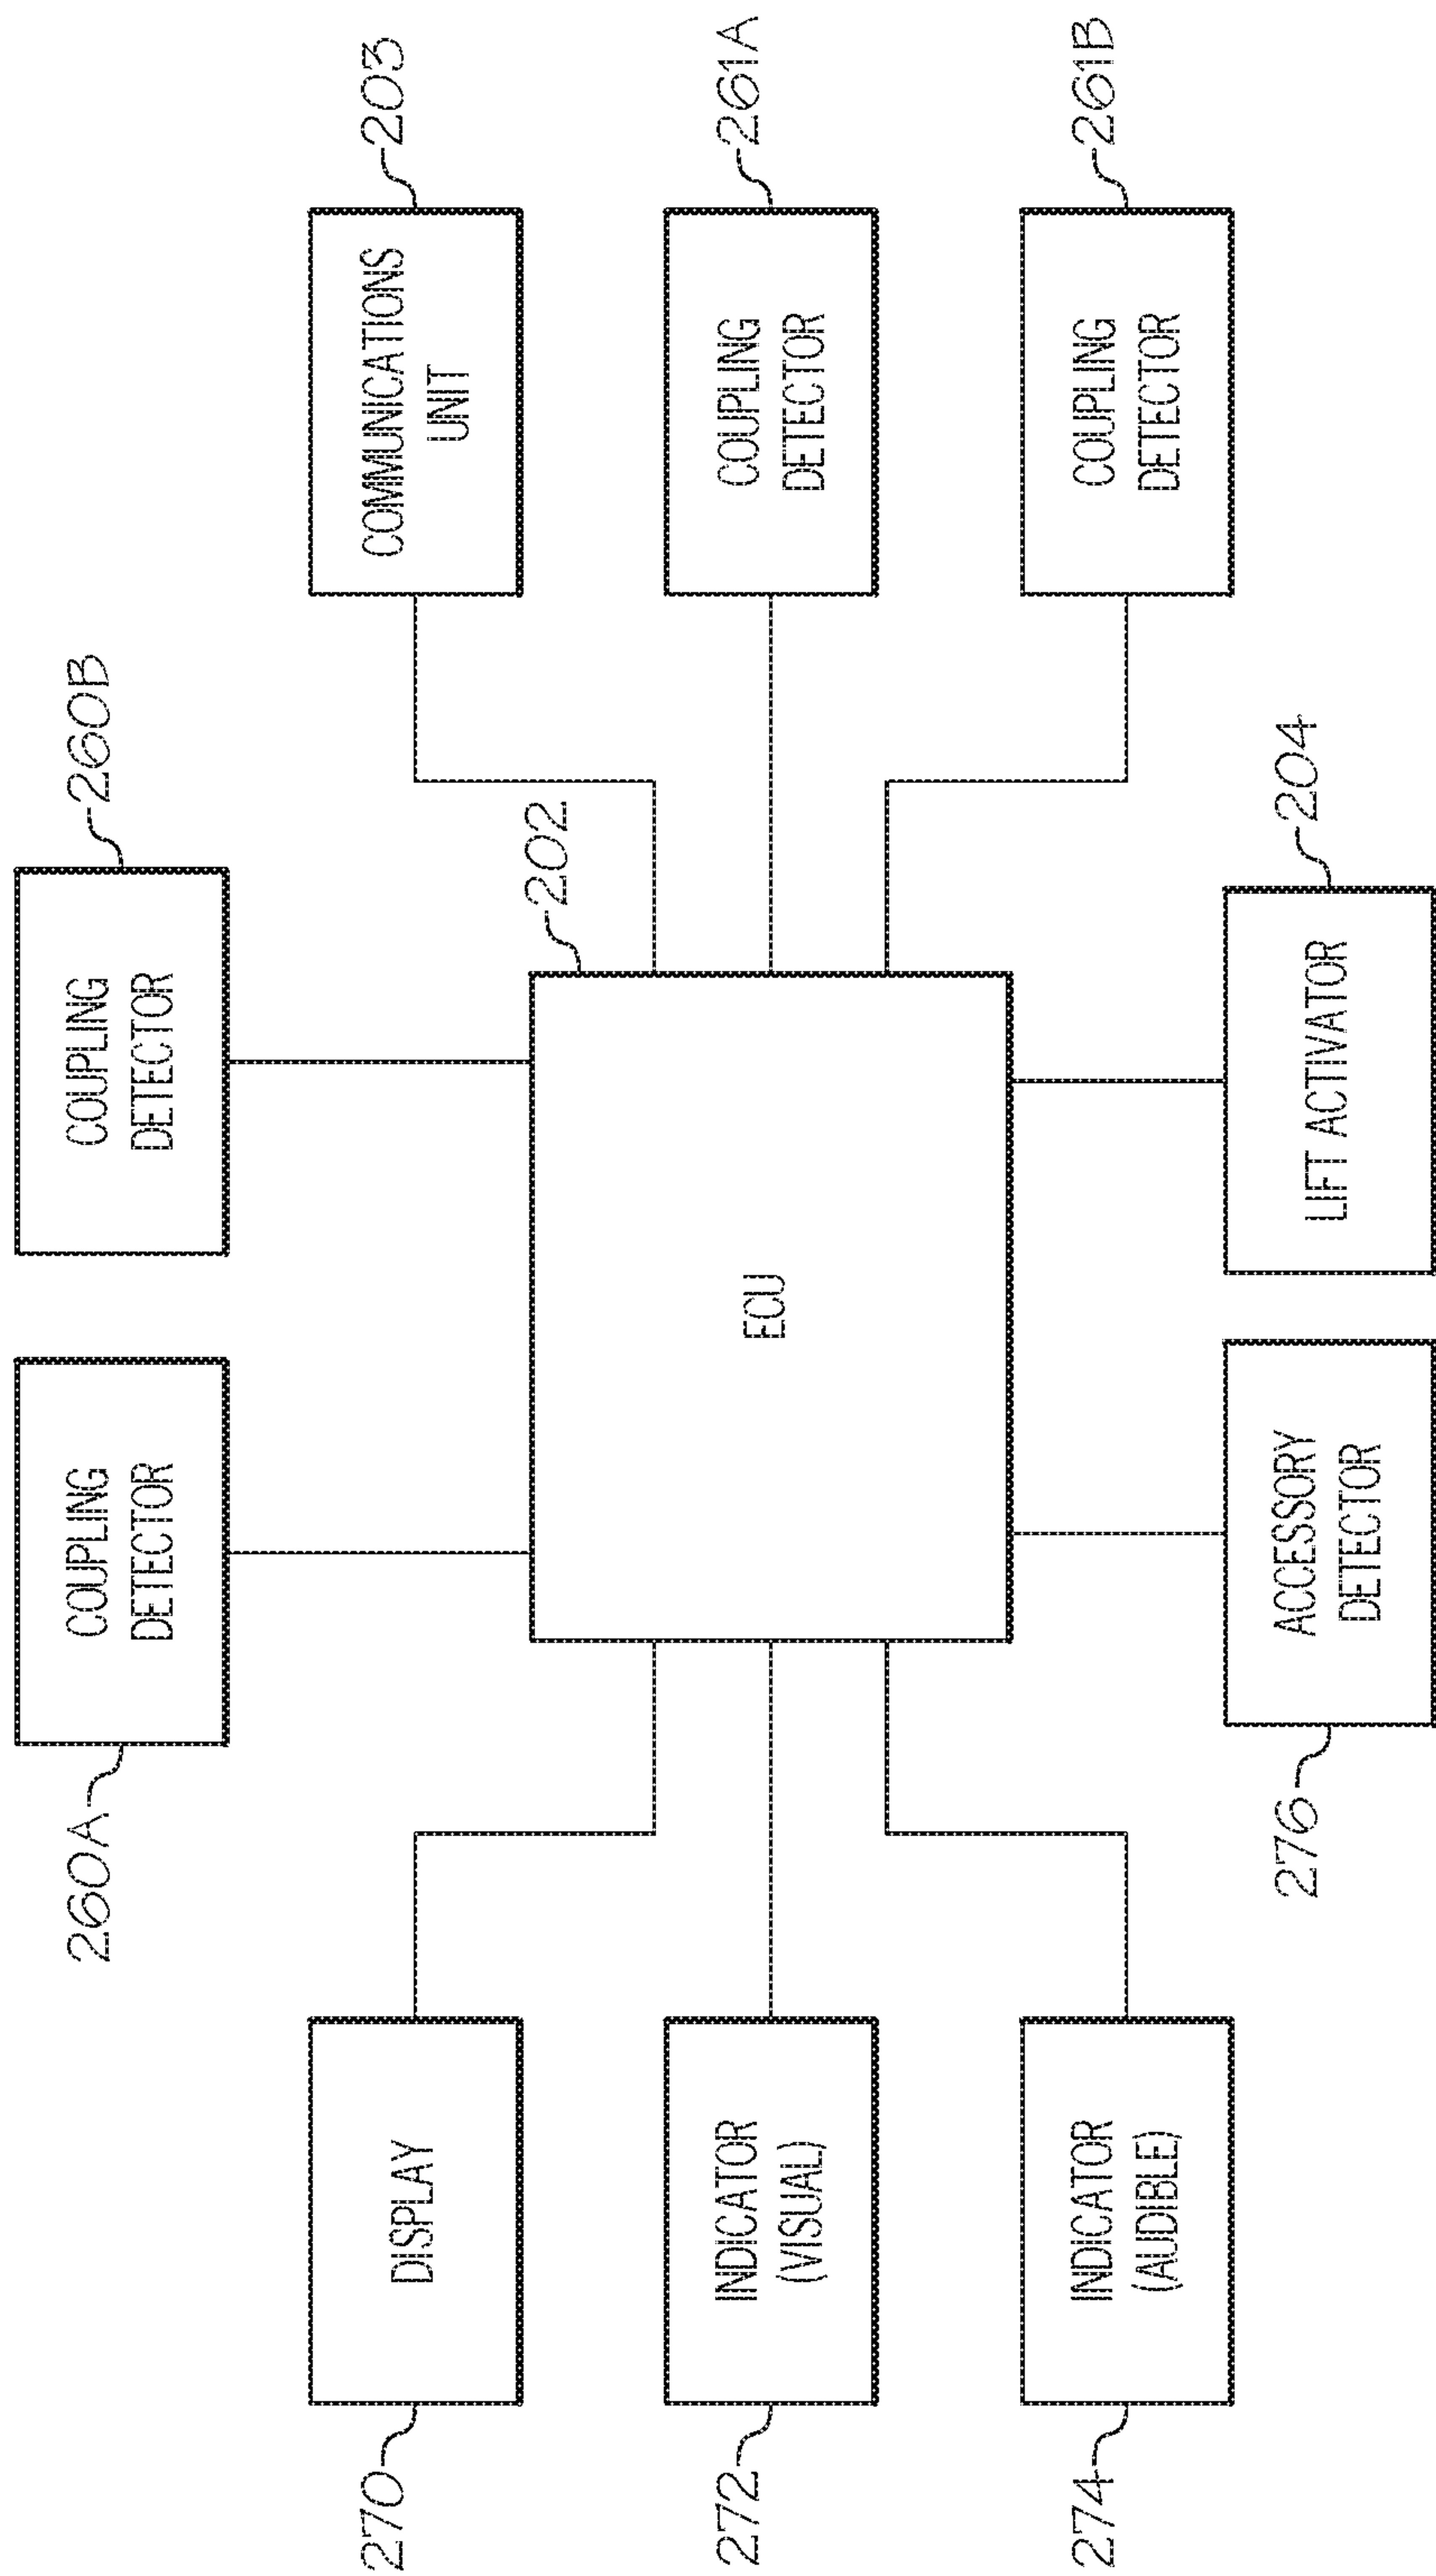 260A
COUPLING
DETECTOR
COUPLING
DETECTOR
260B
270
DISPLAY
COMMUNICATIONS
UNIT
203
202
272
INDICATOR
(VISUAL)
ECU
COUPLING
DETECTOR
261A
274
INDICATOR
(AUDIBLE)
COUPLING
DETECTOR
261B
276
ACCESSORY
DETECTOR
LIFT ACTIVATOR
204